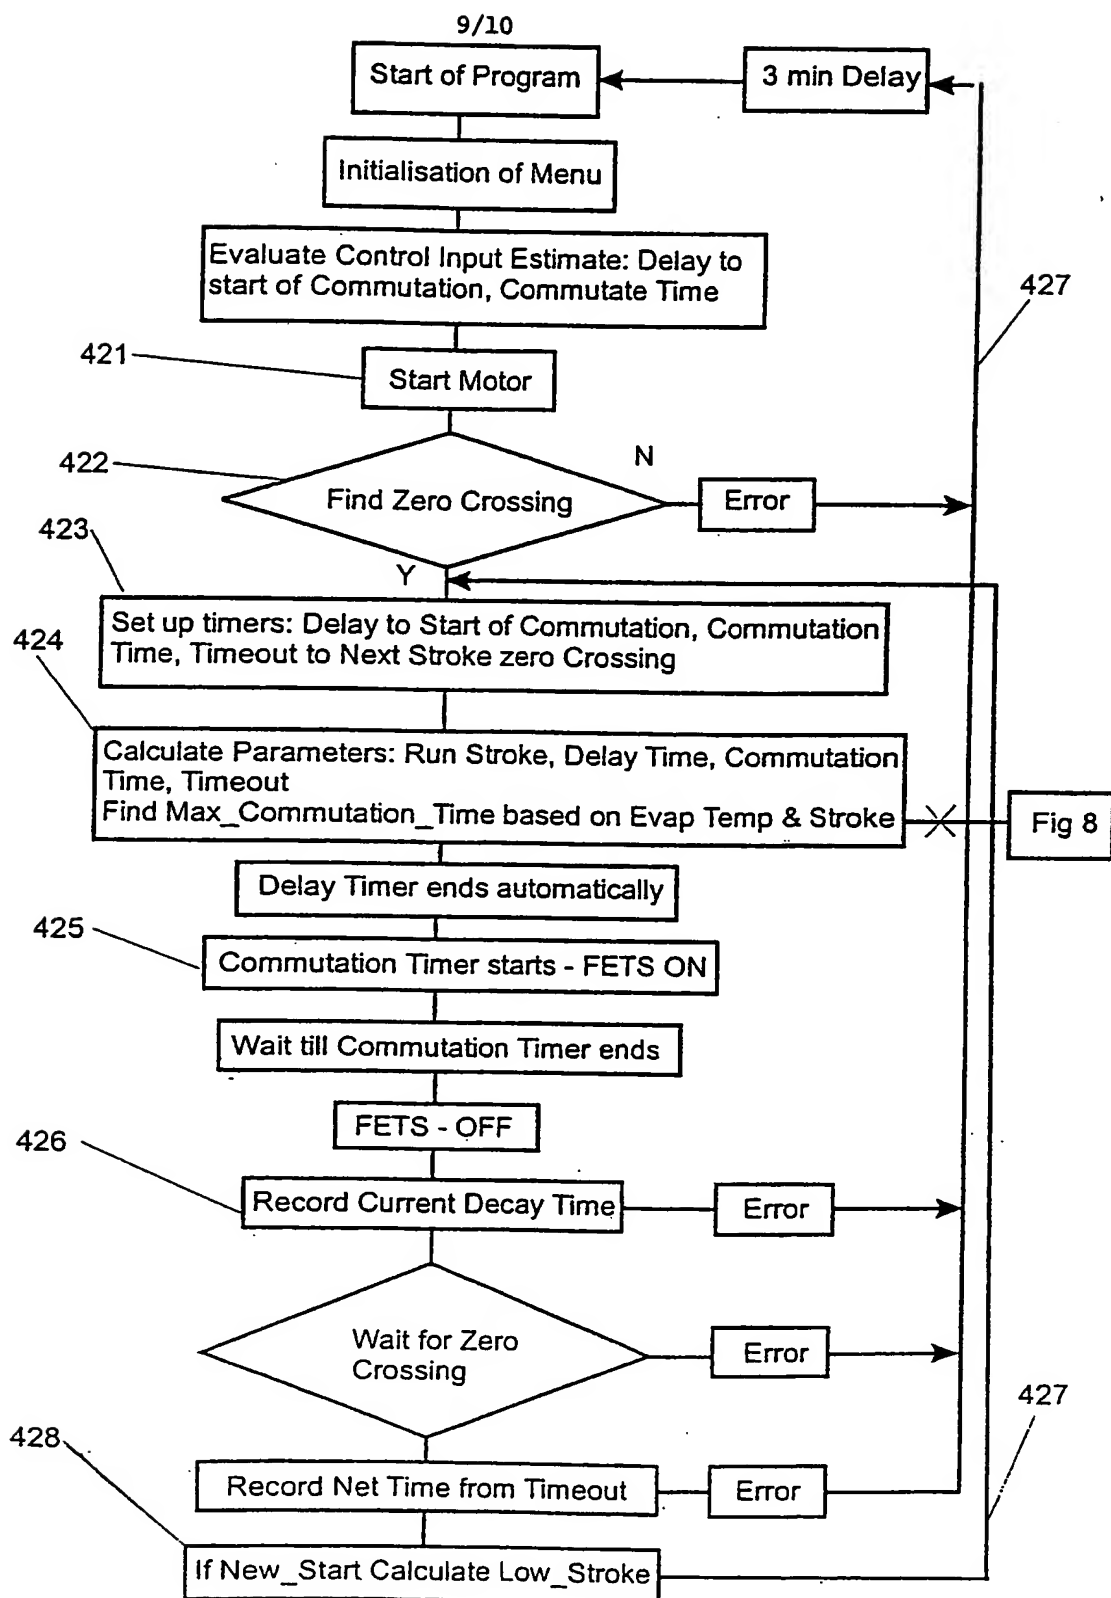 9/10
Start of Program
3 min Delay
Initialisation of Menu
Evaluate Control Input Estimate: Delay to
start of Commutation, Commutate Time
427
421
Start Motor
422
N
Find Zero Crossing
Error
423
Y
Set up timers: Delay to Start of Commutation, Commutation
Time, Timeout to Next Stroke zero Crossing
424
Calculate Parameters: Run Stroke, Delay Time, Commutation
Time, Timeout
Find Max_Commutation_Time based on Evap Temp & Stroke
Fig 8
Delay Timer ends automatically
425
Commutation Timer starts - FETS ON
Wait till Commutation Timer ends
FETS - OFF
426
Record Current Decay Time
Error
Wait for Zero
Crossing
Error
427
428
Record Net Time from Timeout
Error
If New_Start Calculate Low_Stroke